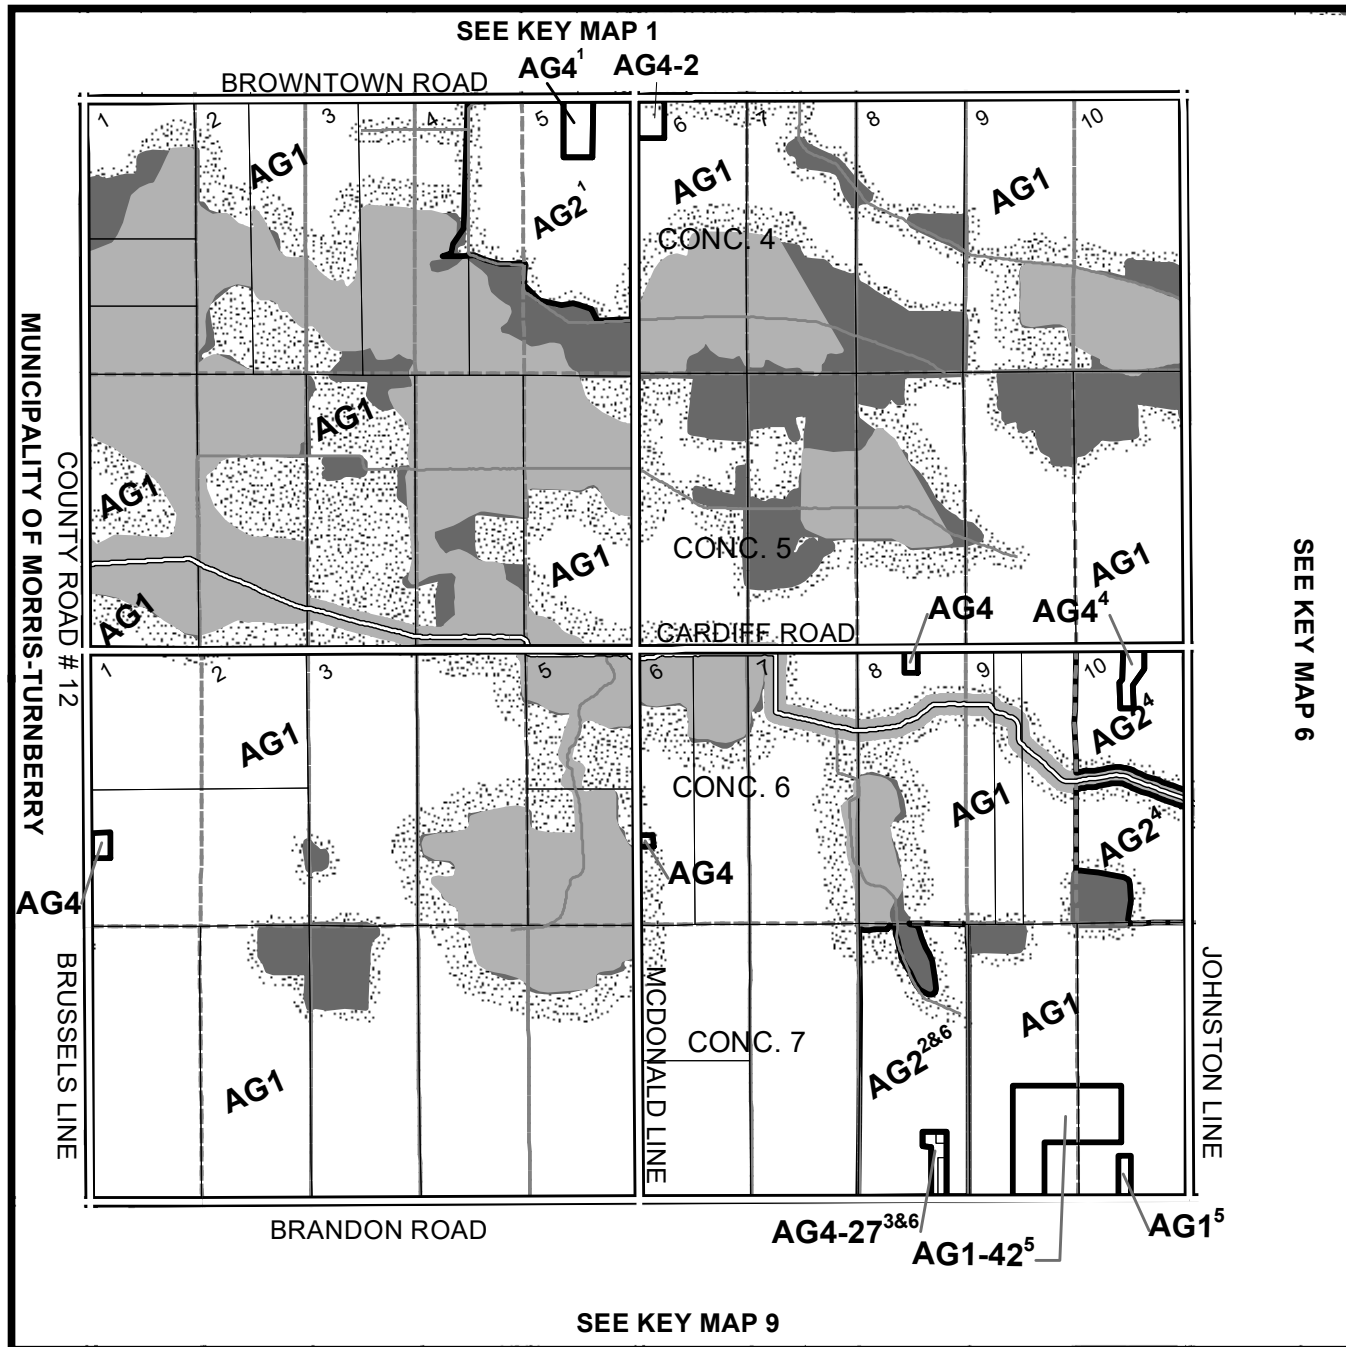 SEE KEY MAP 1
BROWNTOWN ROAD
AG4¹
AG4-2
1
2
3
4
5
6
7
8
9
10
AG1
AG2¹
AG1
AG1
CONC. 4
MUNICIPALITY OF MORRIS-TURNBERRY
COUNTY ROAD # 12
AG1
AG1
AG1
AG1
CONC. 5
AG1
AG4
AG4⁴
CARDIFF ROAD
SEE KEY MAP 6
1
2
3
5
6
7
8
9
10
AG1
AG2⁴
CONC. 6
AG1
AG2⁴
AG4
AG4
BRUSSELS LINE
MCDONALD LINE
JOHNSTON LINE
AG1
CONC. 7
AG2²&⁶
AG1
BRANDON ROAD
AG4-27³&⁶
AG1-42⁵
AG1⁵
SEE KEY MAP 9